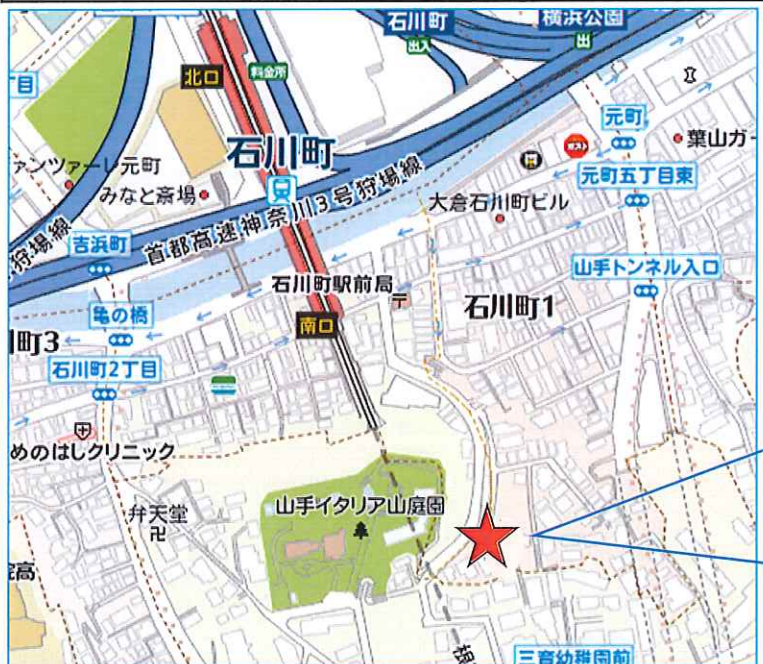 石川町
出入
横浜公園
出
丁目
北口
料金所
元町
葉山ガー
石川町
ァンツァーレ元町
みなと斎場
元町五丁目東
大倉石川町ビル
首都高速神奈川3号狩場線
狩場線
吉浜町
山手トンネル入口
石川町駅前局
石川町1
亀の橋
南口
川町3
石川町2丁目
めのはしクリニック
山手イタリア山庭園
弁天堂
院高
根
三育幼稚園前